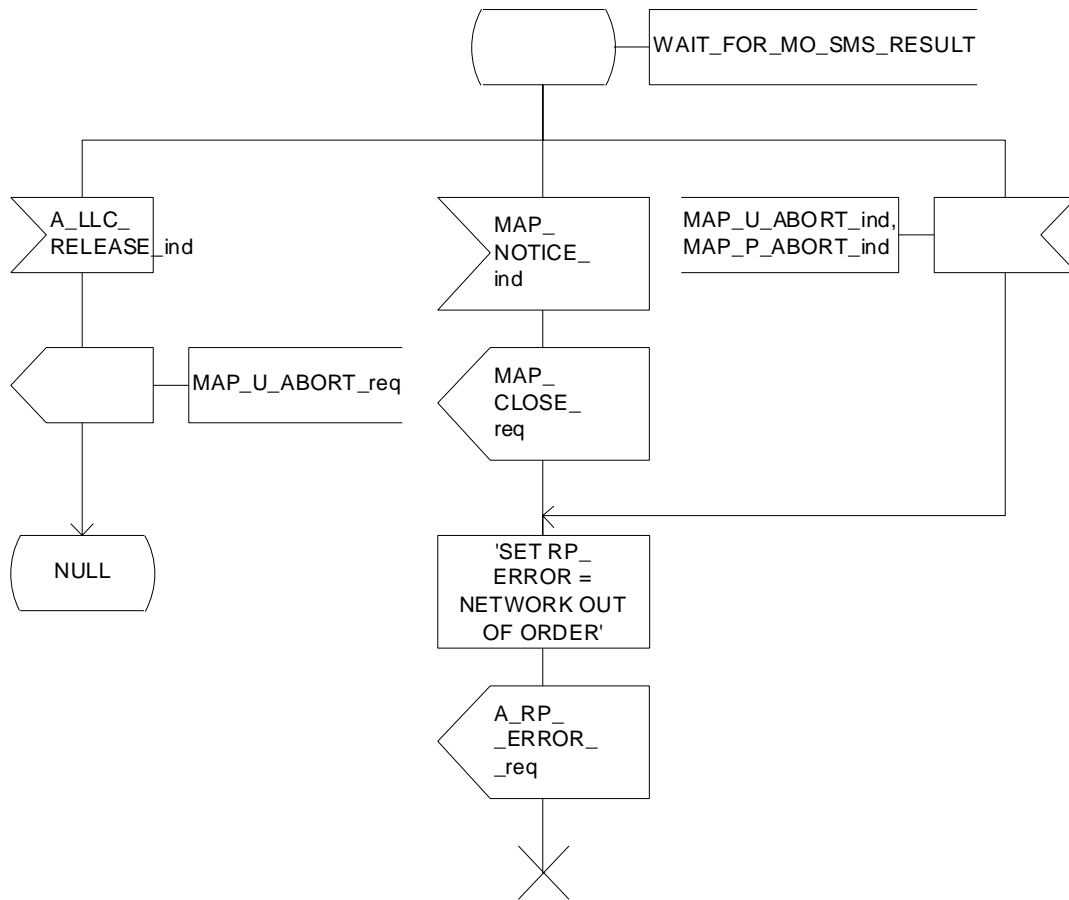 WAIT_FOR_MO_SMS_RESULT
A_LLC_
RELEASE_ind
MAP_
NOTICE_
ind
MAP_U_ABORT_ind,
MAP_P_ABORT_ind
MAP_U_ABORT_req
MAP_
CLOSE_
req
NULL
'SET RP_
ERROR =
NETWORK OUT
OF ORDER'
A_RP_
_ERROR_
_req